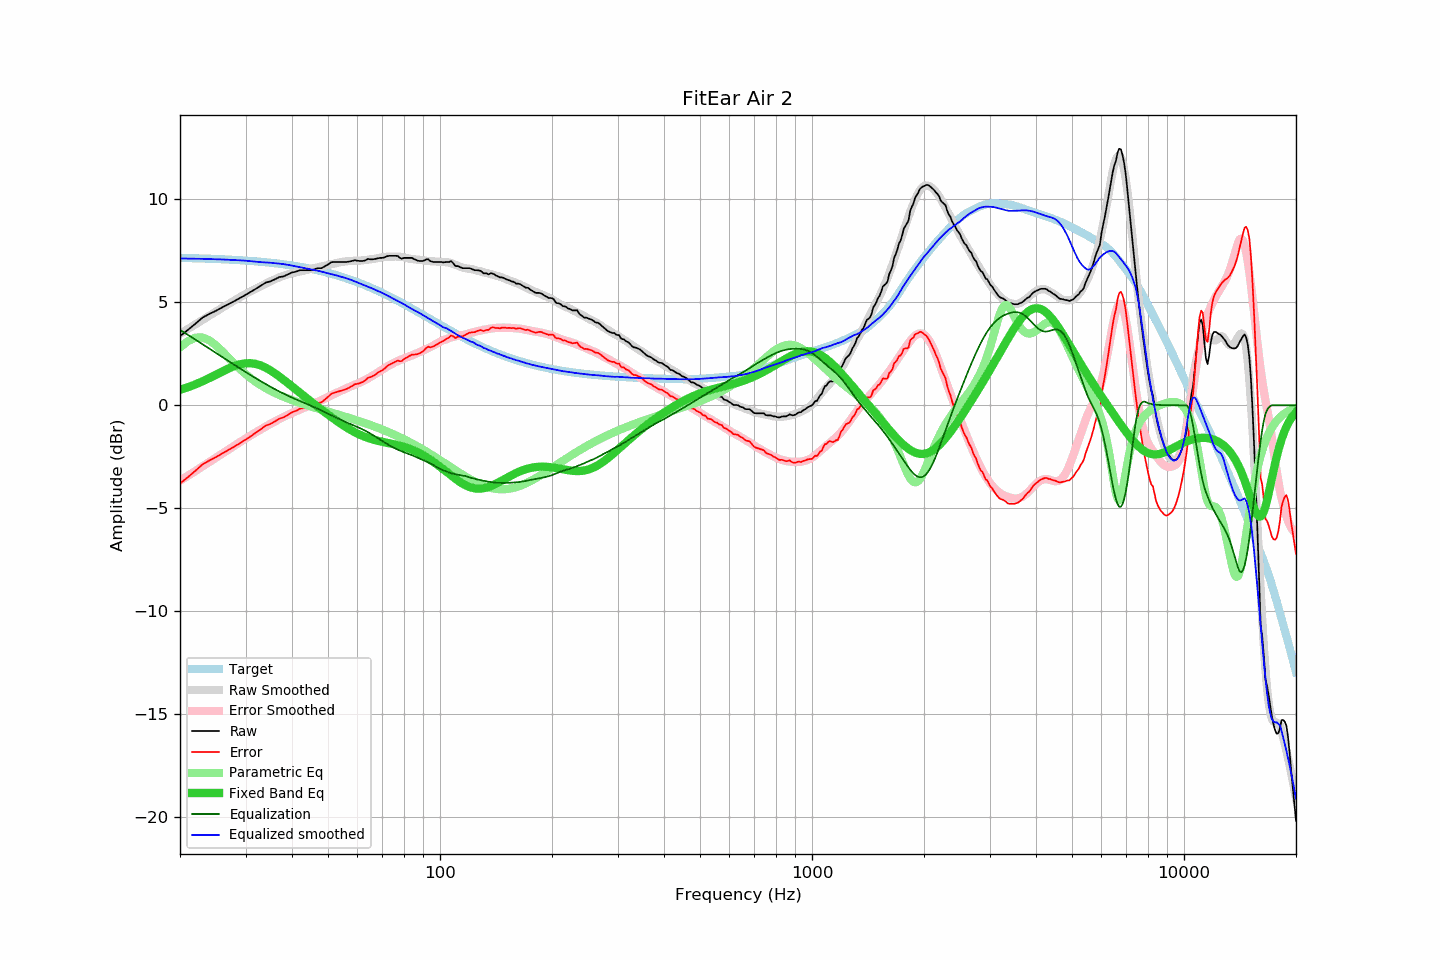 FitEar Air 2
10
5
0
−5
−10
−15
−20
Amplitude (dBr)
Target
Raw Smoothed
Error Smoothed
Raw
Error
Parametric Eq
Fixed Band Eq
Equalization
Equalized smoothed
100
1000
10000
Frequency (Hz)